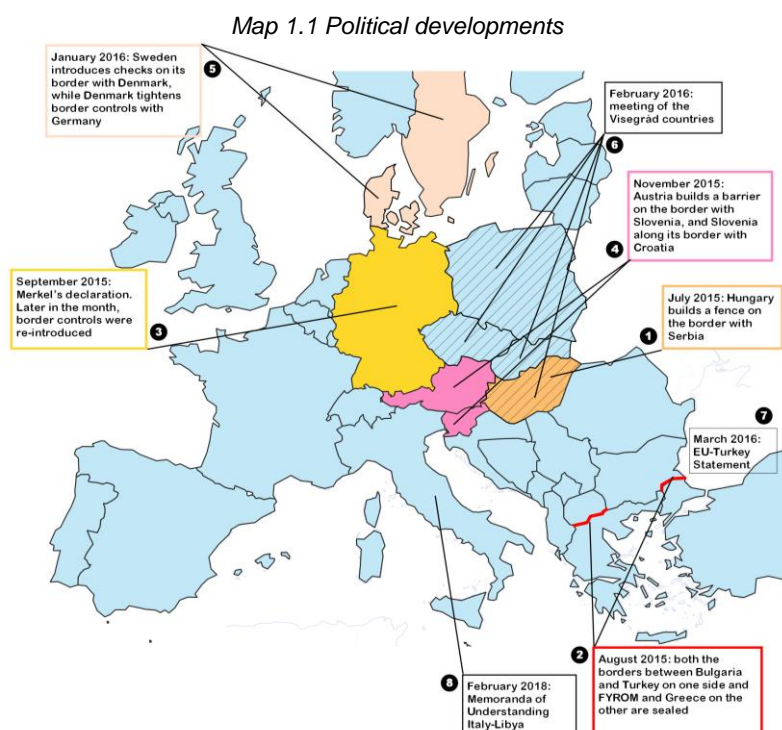 Map 1.1 Political developments
January 2016: Sweden
introduces checks on its
border with Denmark,
while Denmark tightens
border controls with
Germany
5
February 2016:
meeting of the
Visegrád countries
6
November 2015:
Austria builds a barrier
on the border with
Slovenia, and Slovenia
along its border with
Croatia
4
September 2015:
Merkel's declaration.
Later in the month,
border controls were
re-introduced
3
July 2015: Hungary
builds a fence on
the border with
Serbia
1
7
March 2016:
EU-Turkey
Statement
2
August 2015: both the
borders between Bulgaria
and Turkey on one side and
FYROM and Greece on the
other are sealed
8
February 2018:
Memoranda of
Understanding
Italy-Libya